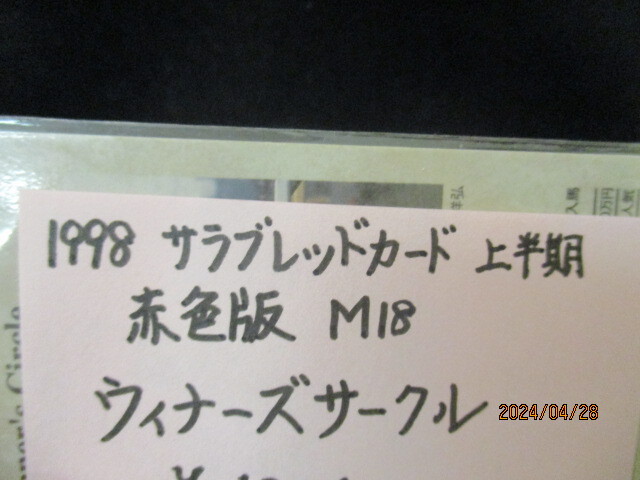 1998 サラブレッドカード 上半期
赤色版 M18
ウィナーズサークル
2024/04/28